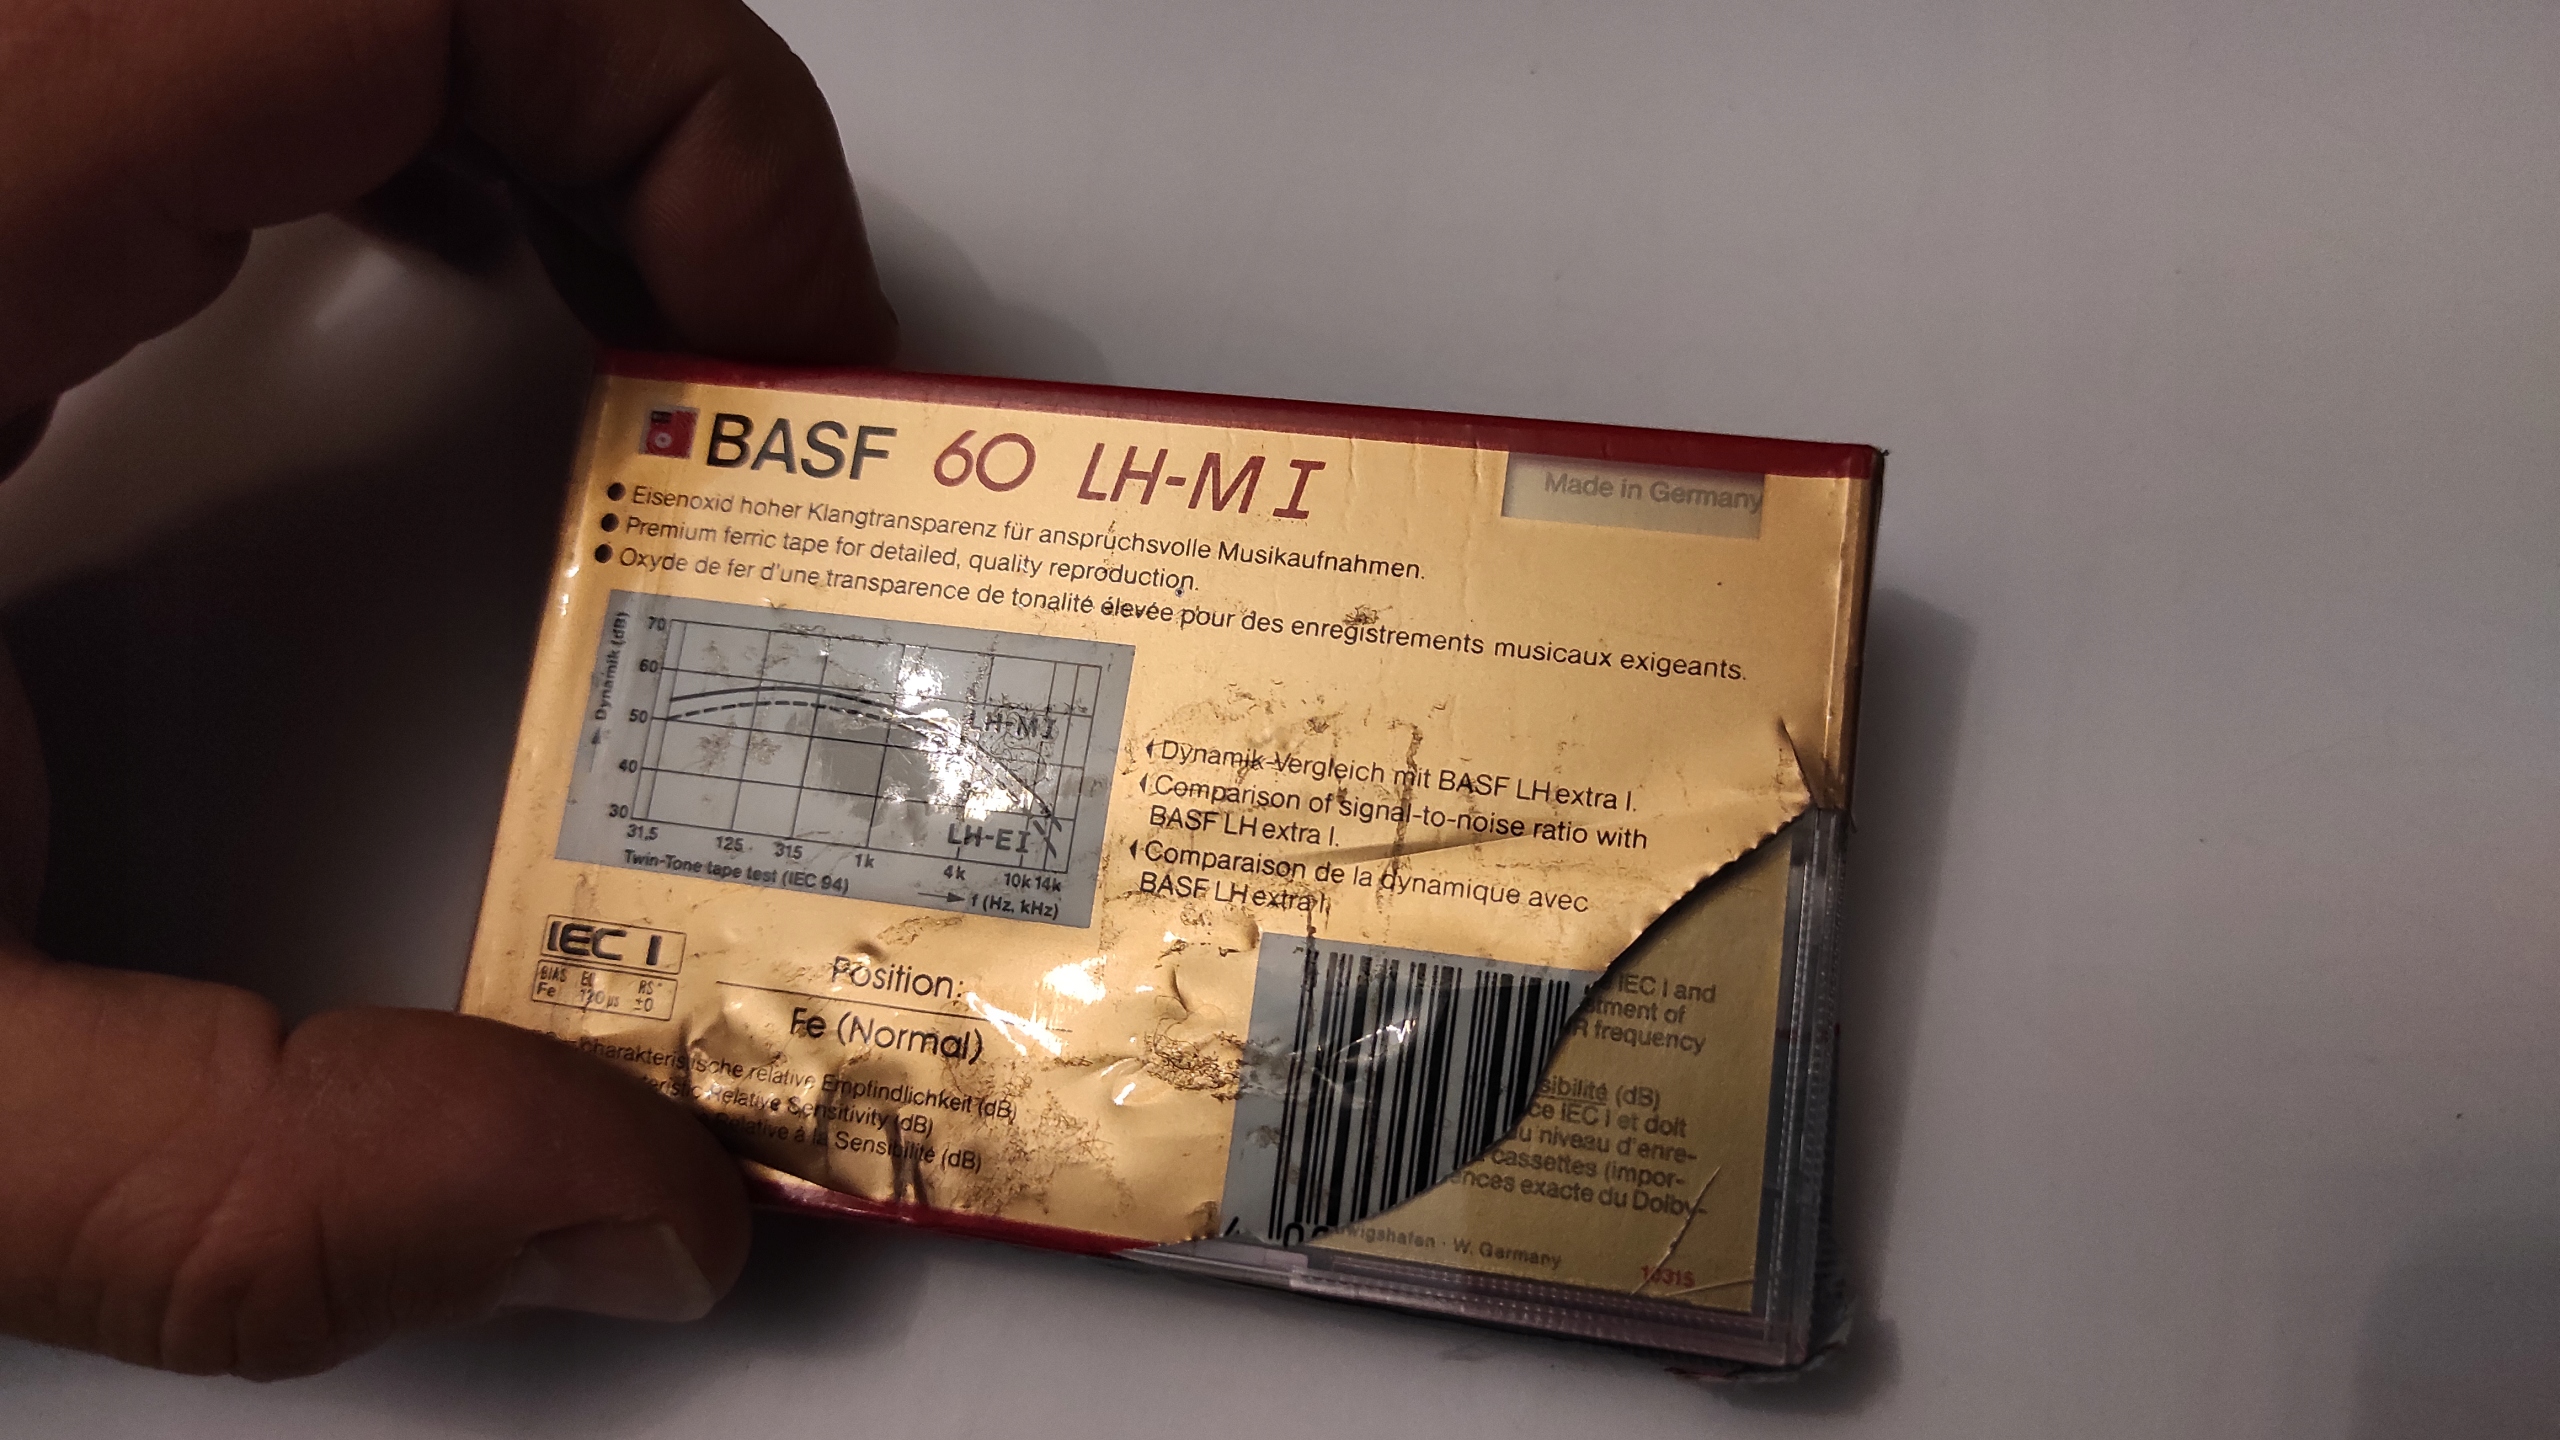 BASF 60 LH-M I
Made in Germany
● Eisenoxid hoher Klangtransparenz für anspruchsvolle Musikaufnahmen.
● Premium ferric tape for detailed, quality reproduction.
● Oxyde de fer d'une transparence de tonalité élevée pour des enregistrements musicaux exigeants.
Dynamik (dB)
70
60
50
40
30
LH-M I
LH-E I
31,5 125 315 1k 4k 10k 14k
Twin-Tone tape test (IEC 94)
f (Hz, kHz)
Dynamik-Vergleich mit BASF LH extra I.
Comparison of signal-to-noise ratio with
BASF LH extra I.
Comparaison de la dynamique avec
BASF LH extra I.
IEC I
BIAS EQ RS
Fe 120 µs ±0
Position:
Fe (Normal)
charakteristische relative Empfindlichkeit (dB)
Relative Sensitivity (dB)
Relative à la Sensibilité (dB)
IEC I and
of
frequency
(dB)
IEC I et doit
niveau d'enre-
cassettes (impor-
exacte du Dolby-
W. Germany